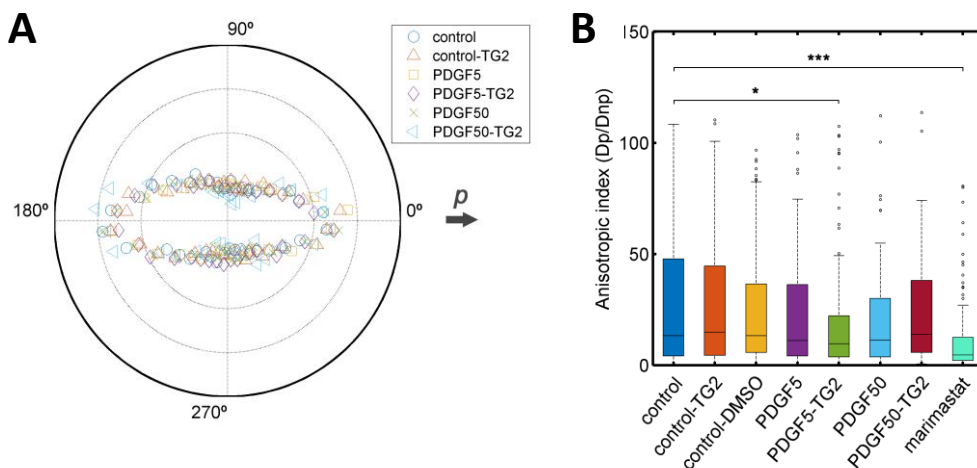 A
90º
180º
0º
p
270º
control
control-TG2
PDGF5
PDGF5-TG2
PDGF50
PDGF50-TG2
B
Anisotropic index (Dp/Dnp)
150
100
50
0
***
*
control
control-TG2
control-DMSO
PDGF5
PDGF5-TG2
PDGF50
PDGF50-TG2
marimastat